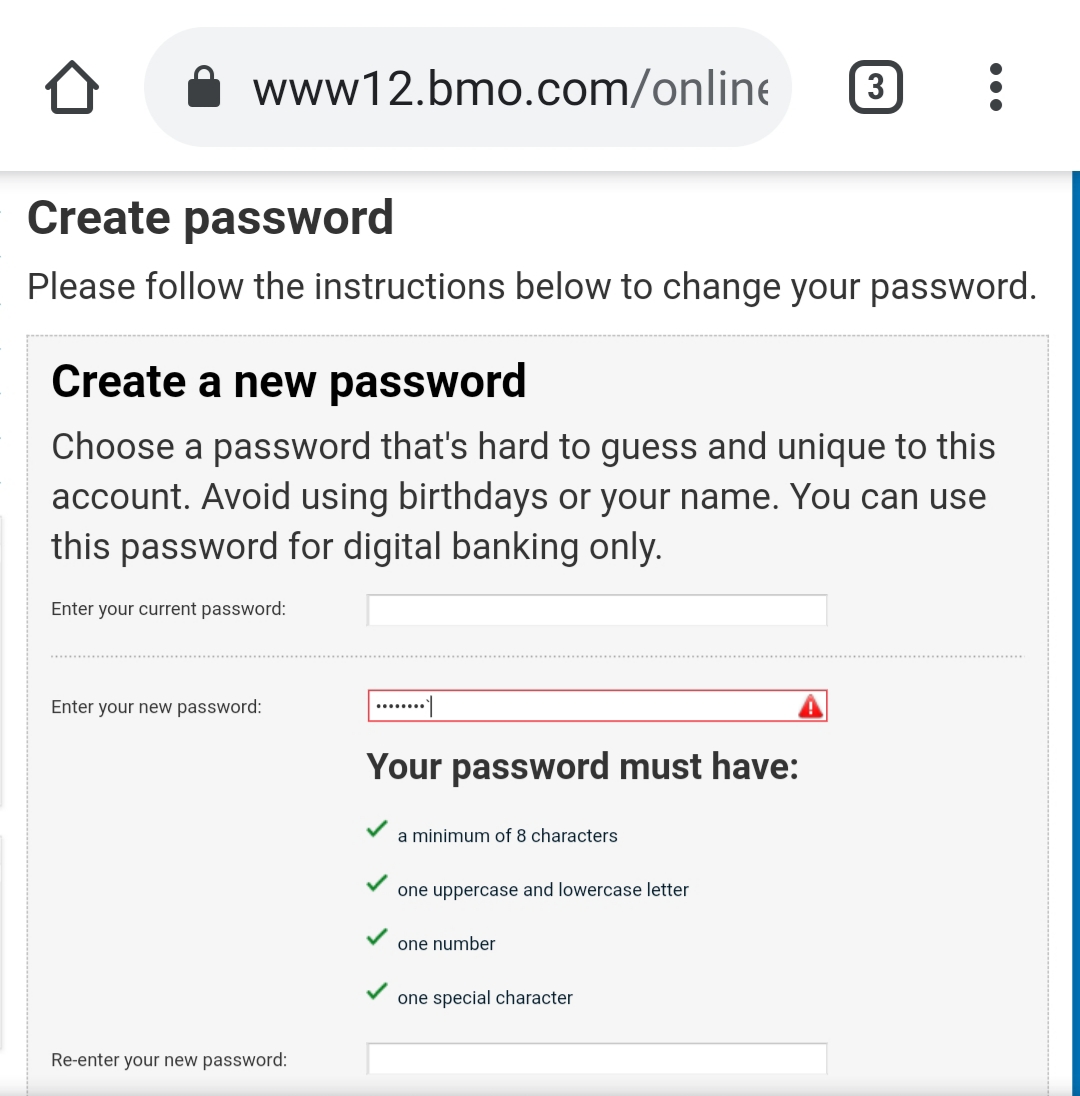 www12.bmo.com/online
3
Create password
Please follow the instructions below to change your password.
Create a new password
Choose a password that's hard to guess and unique to this
account. Avoid using birthdays or your name. You can use
this password for digital banking only.
Enter your current password:
Enter your new password: ••••••••`
Your password must have:
a minimum of 8 characters
one uppercase and lowercase letter
one number
one special character
Re-enter your new password: